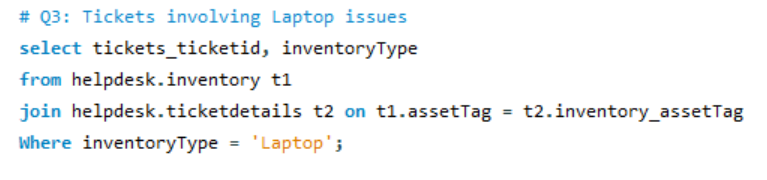 # Q3: Tickets involving Laptop issues
select tickets_ticketid, inventoryType
from helpdesk.inventory t1
join helpdesk.ticketdetails t2 on t1.assetTag = t2.inventory_assetTag
Where inventoryType = 'Laptop';